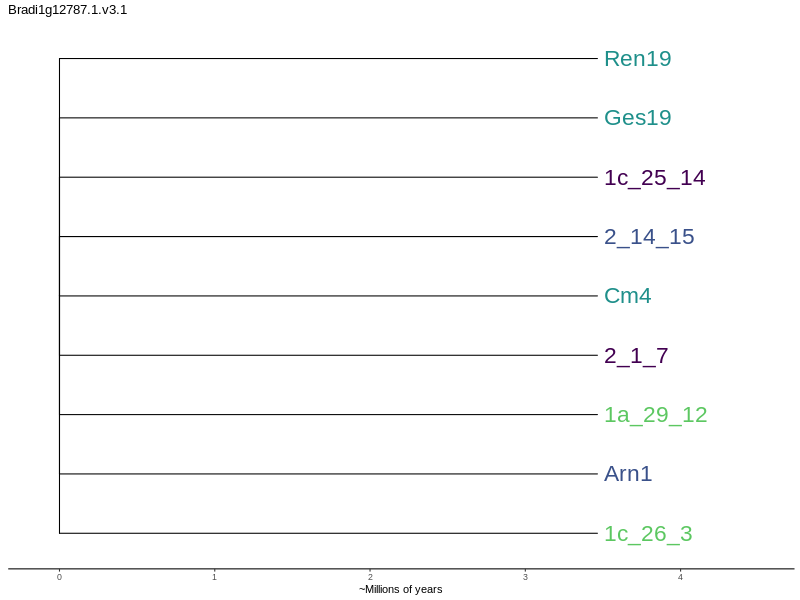 Bradi1g12787.1.v3.1
Ren19
Ges19
1c_25_14
2_14_15
Cm4
2_1_7
1a_29_12
Arn1
1c_26_3
0 1 2 3 4
~Millions of years